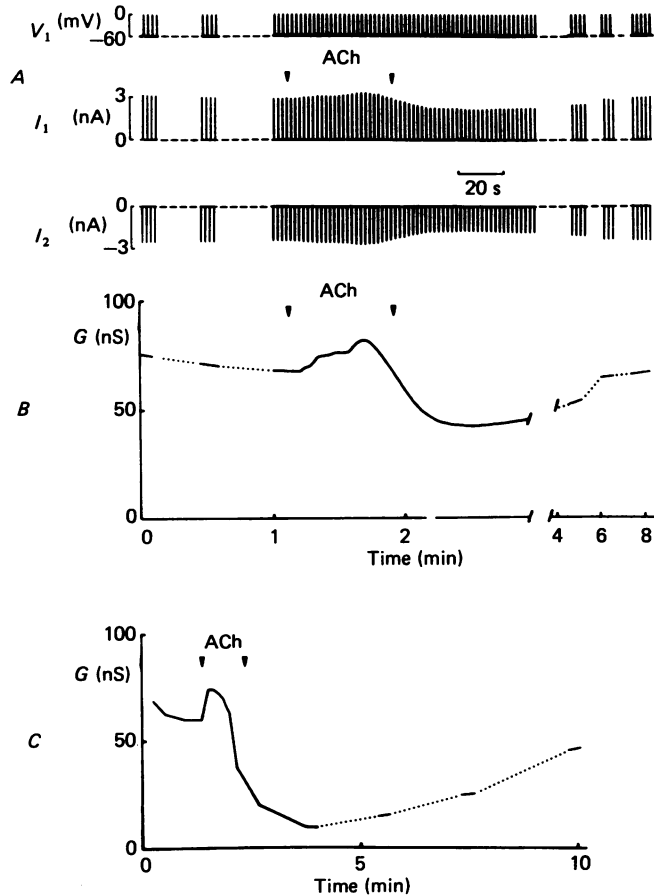 V₁ (mV) 0
−60
ACh
A
I₁ (nA) 3
0
20 s
I₂ (nA) 0
−3
ACh
100
G (nS)
B
50
0
0 1 2 4 6 8
Time (min)
100
ACh
G (nS)
C
50
0
0 5 10
Time (min)